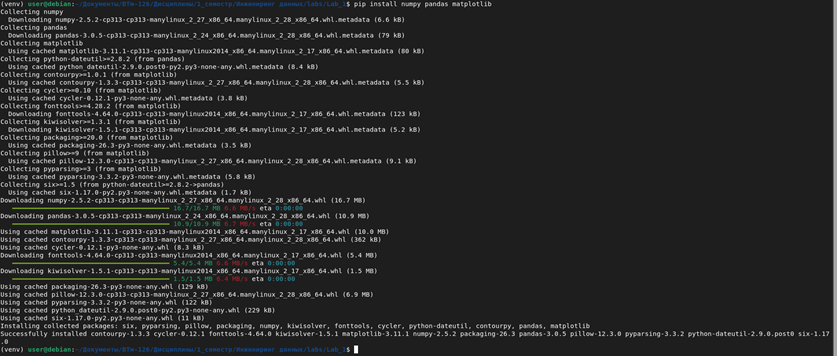 (venv) user@debian:~/Документы/ВТм-126/Дисциплины/1_семестр/Инженеринг данных/labs/Lab_1$ pip install numpy pandas matplotlib
Collecting numpy
  Downloading numpy-2.5.2-cp313-cp313-manylinux_2_27_x86_64.manylinux_2_28_x86_64.whl.metadata (6.6 kB)
Collecting pandas
  Downloading pandas-3.0.5-cp313-cp313-manylinux_2_24_x86_64.manylinux_2_28_x86_64.whl.metadata (79 kB)
Collecting matplotlib
  Using cached matplotlib-3.11.1-cp313-cp313-manylinux2014_x86_64.manylinux_2_17_x86_64.whl.metadata (80 kB)
Collecting python-dateutil>=2.8.2 (from pandas)
  Using cached python_dateutil-2.9.0.post0-py2.py3-none-any.whl.metadata (8.4 kB)
Collecting contourpy>=1.0.1 (from matplotlib)
  Using cached contourpy-1.3.3-cp313-cp313-manylinux_2_27_x86_64.manylinux_2_28_x86_64.whl.metadata (5.5 kB)
Collecting cycler>=0.10 (from matplotlib)
  Using cached cycler-0.12.1-py3-none-any.whl.metadata (3.8 kB)
Collecting fonttools>=4.28.2 (from matplotlib)
  Downloading fonttools-4.64.0-cp313-cp313-manylinux2014_x86_64.manylinux_2_17_x86_64.whl.metadata (123 kB)
Collecting kiwisolver>=1.3.1 (from matplotlib)
  Downloading kiwisolver-1.5.1-cp313-cp313-manylinux2014_x86_64.manylinux_2_17_x86_64.whl.metadata (5.2 kB)
Collecting packaging>=20.0 (from matplotlib)
  Using cached packaging-26.3-py3-none-any.whl.metadata (3.5 kB)
Collecting pillow>=9 (from matplotlib)
  Using cached pillow-12.3.0-cp313-cp313-manylinux_2_27_x86_64.manylinux_2_28_x86_64.whl.metadata (9.1 kB)
Collecting pyparsing>=3 (from matplotlib)
  Using cached pyparsing-3.3.2-py3-none-any.whl.metadata (5.8 kB)
Collecting six>=1.5 (from python-dateutil>=2.8.2->pandas)
  Using cached six-1.17.0-py2.py3-none-any.whl.metadata (1.7 kB)
Downloading numpy-2.5.2-cp313-cp313-manylinux_2_27_x86_64.manylinux_2_28_x86_64.whl (16.7 MB)
16.7/16.7 MB 6.6 MB/s eta 0:00:00
Downloading pandas-3.0.5-cp313-cp313-manylinux_2_24_x86_64.manylinux_2_28_x86_64.whl (10.9 MB)
10.9/10.9 MB 6.7 MB/s eta 0:00:00
Using cached matplotlib-3.11.1-cp313-cp313-manylinux2014_x86_64.manylinux_2_17_x86_64.whl (10.0 MB)
Using cached contourpy-1.3.3-cp313-cp313-manylinux_2_27_x86_64.manylinux_2_28_x86_64.whl (362 kB)
Using cached cycler-0.12.1-py3-none-any.whl (8.3 kB)
Downloading fonttools-4.64.0-cp313-cp313-manylinux2014_x86_64.manylinux_2_17_x86_64.whl (5.4 MB)
5.4/5.4 MB 6.6 MB/s eta 0:00:00
Downloading kiwisolver-1.5.1-cp313-cp313-manylinux2014_x86_64.manylinux_2_17_x86_64.whl (1.5 MB)
1.5/1.5 MB 6.4 MB/s eta 0:00:00
Using cached packaging-26.3-py3-none-any.whl (129 kB)
Using cached pillow-12.3.0-cp313-cp313-manylinux_2_27_x86_64.manylinux_2_28_x86_64.whl (6.9 MB)
Using cached pyparsing-3.3.2-py3-none-any.whl (122 kB)
Using cached python_dateutil-2.9.0.post0-py2.py3-none-any.whl (229 kB)
Using cached six-1.17.0-py2.py3-none-any.whl (11 kB)
Installing collected packages: six, pyparsing, pillow, packaging, numpy, kiwisolver, fonttools, cycler, python-dateutil, contourpy, pandas, matplotlib
Successfully installed contourpy-1.3.3 cycler-0.12.1 fonttools-4.64.0 kiwisolver-1.5.1 matplotlib-3.11.1 numpy-2.5.2 packaging-26.3 pandas-3.0.5 pillow-12.3.0 pyparsing-3.3.2 python-dateutil-2.9.0.post0 six-1.17
.0
(venv) user@debian:~/Документы/ВТм-126/Дисциплины/1_семестр/Инженеринг данных/labs/Lab_1$